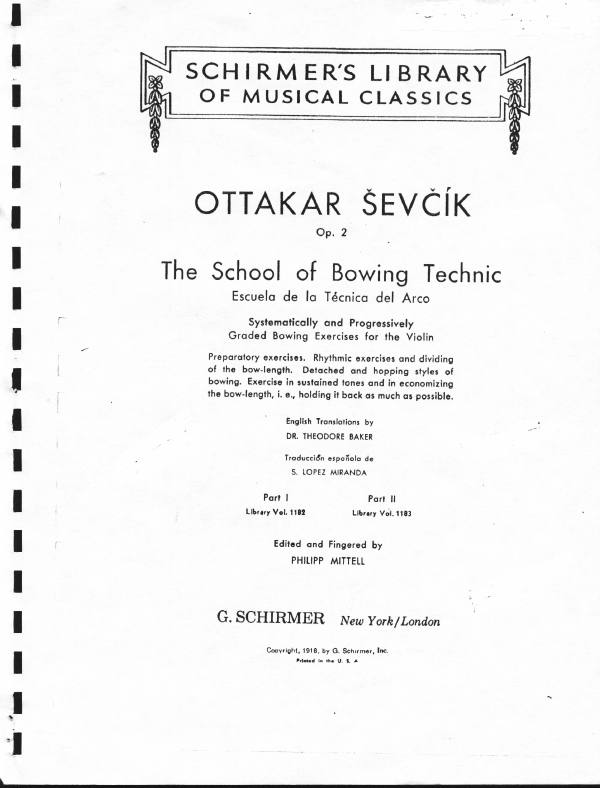 SCHIRMER'S LIBRARY
OF MUSICAL CLASSICS
OTTAKAR ŠEVČÍK
Op. 2
The School of Bowing Technic
Escuela de la Técnica del Arco
Systematically and Progressively
Graded Bowing Exercises for the Violin
Preparatory exercises. Rhythmic exercises and dividing
of the bow-length. Detached and hopping styles of
bowing. Exercise in sustained tones and in economizing
the bow-length, i. e., holding it back as much as possible.
English Translations by
DR. THEODORE BAKER
Traducción española de
S. LOPEZ MIRANDA
Part I Part II
Library Vol. 1182 Library Vol. 1183
Edited and Fingered by
PHILIPP MITTELL
G. SCHIRMER New York/London
Copyright, 1918, by G. Schirmer, Inc.
Printed in the U. S. A